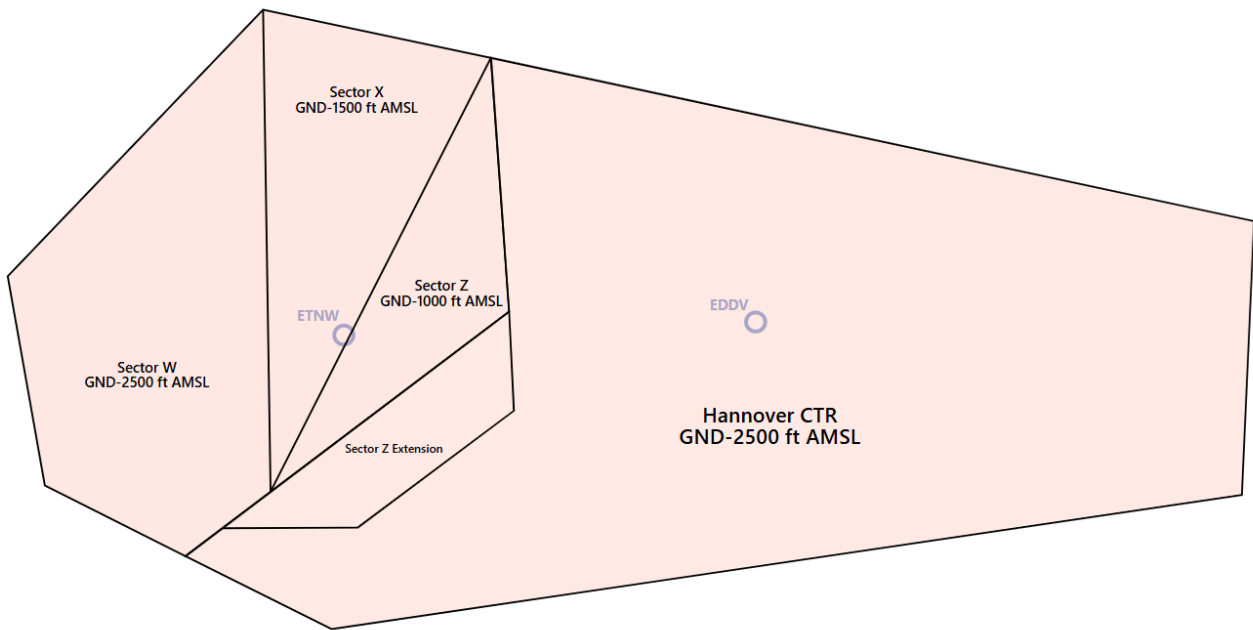 Sector X
GND-1500 ft AMSL
Sector Z
GND-1000 ft AMSL
ETNW
EDDV
Sector W
GND-2500 ft AMSL
Hannover CTR
GND-2500 ft AMSL
Sector Z Extension